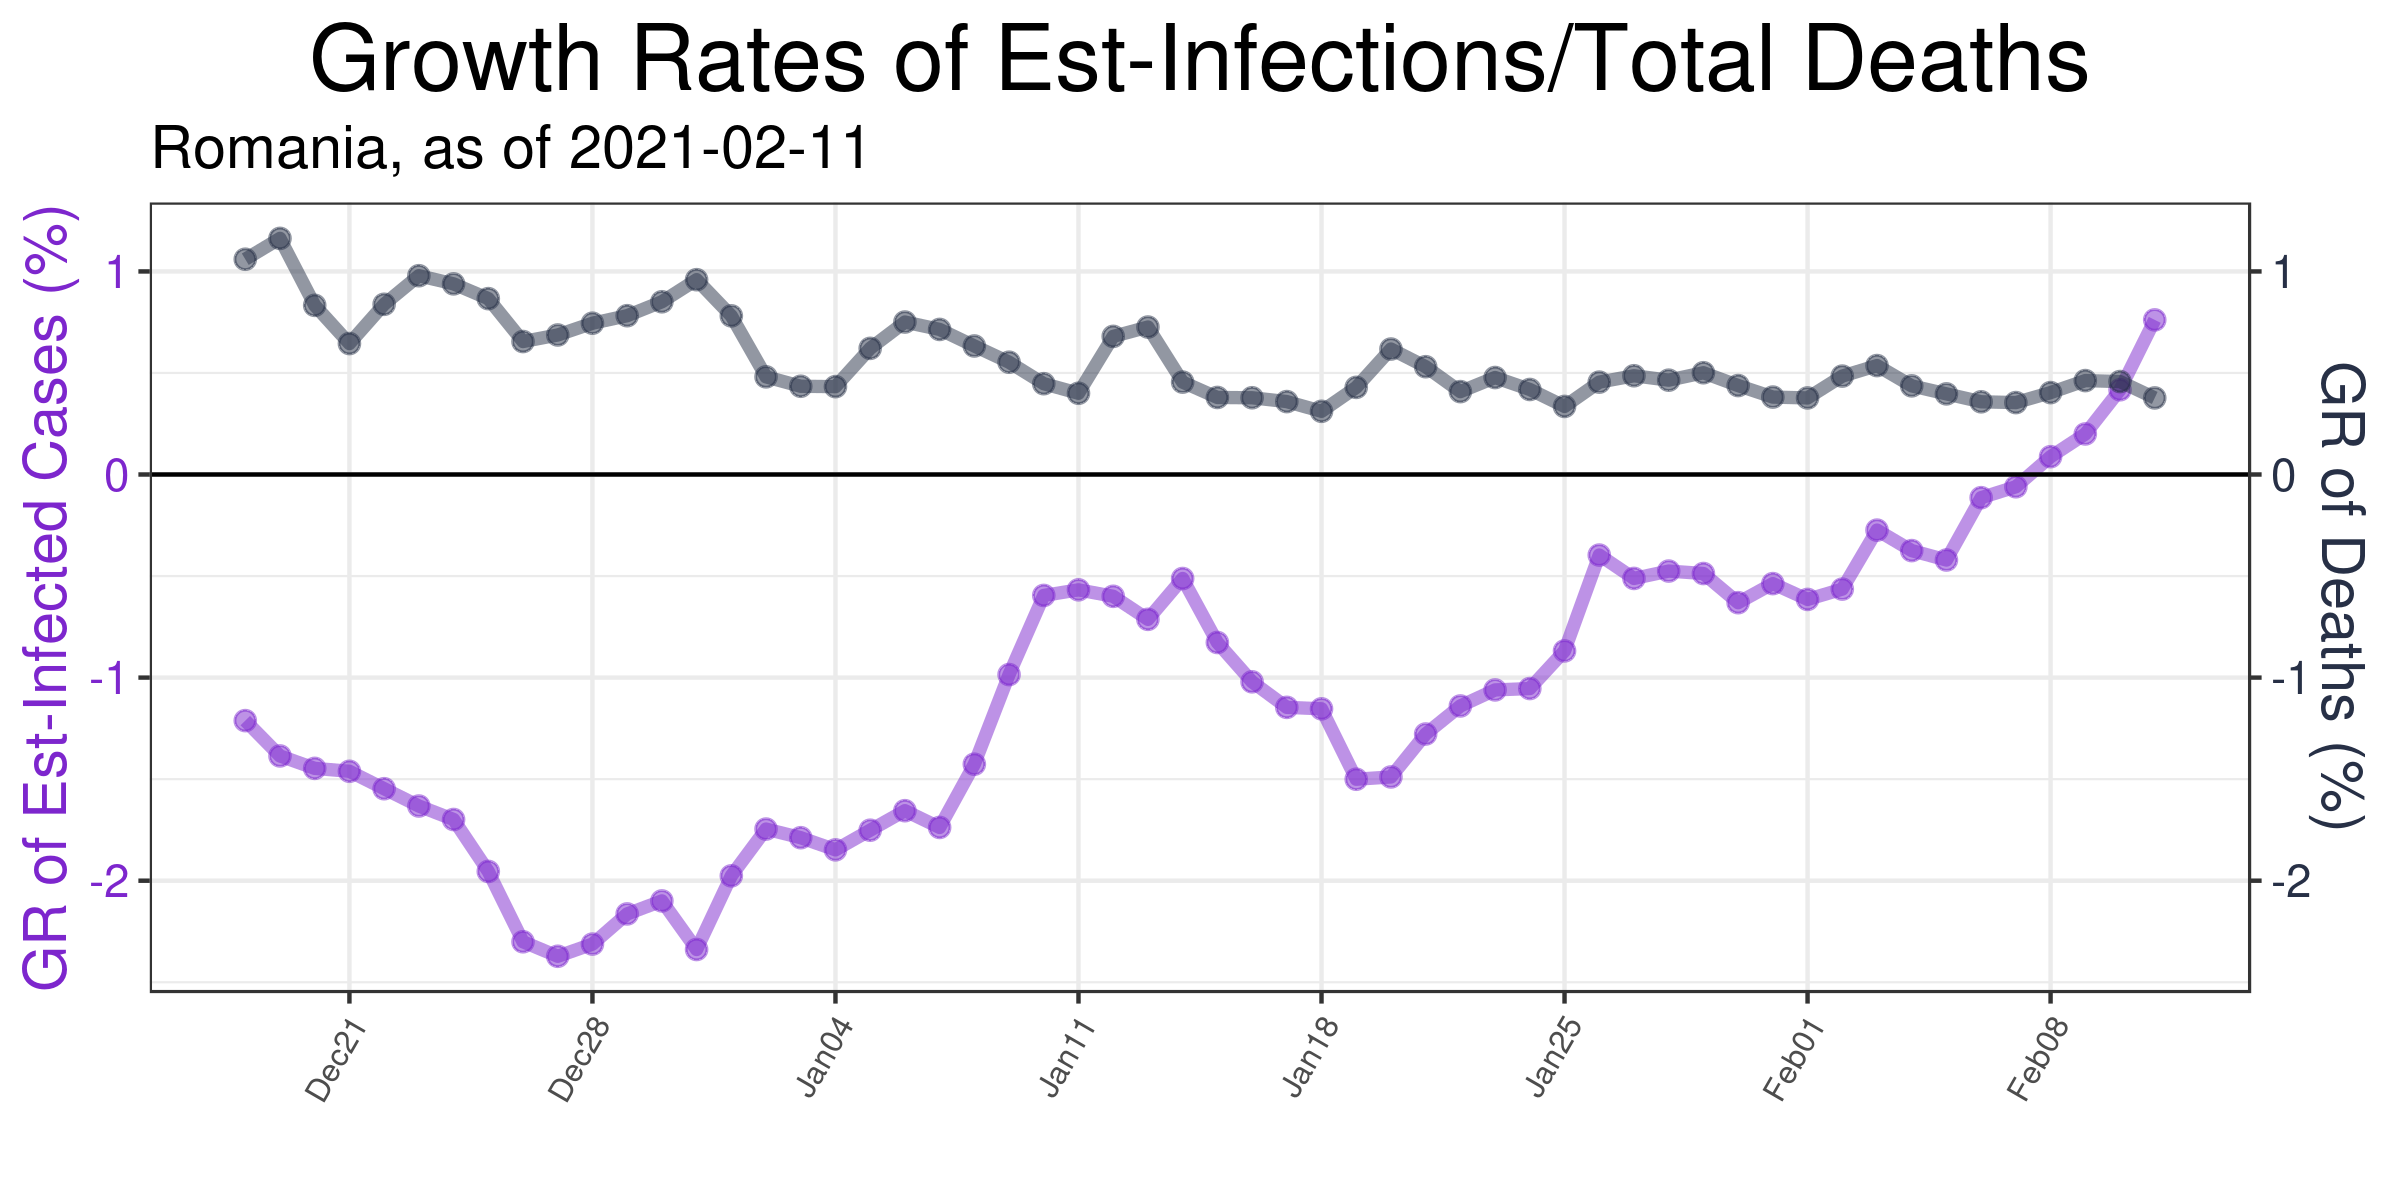 Growth Rates of Est-Infections/Total Deaths
Romania, as of 2021-02-11
GR of Est-Infected Cases (%)
1
0
-1
-2
1
0
-1
-2
GR of Deaths (%)
Dec21
Dec28
Jan04
Jan11
Jan18
Jan25
Feb01
Feb08